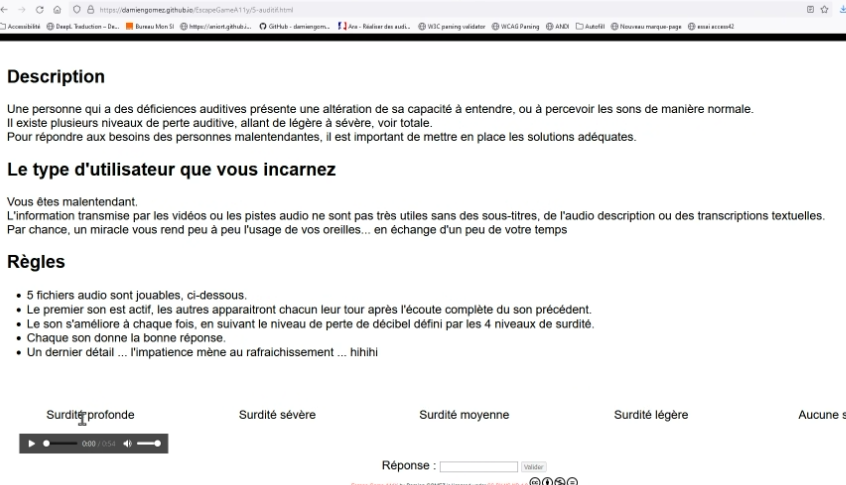 https://damiengomez.github.io/EscapeGameA11y/5-auditif.html
Accessibilité Deepl Traduction – De... Bureau Mon SI https://aniort.github.i... GitHub - damiengom... Ara - Réaliser des audi... W3C parsing validator WCAG Parsing ANDI Autofill Nouveau marque-page essai access42
Description
Une personne qui a des déficiences auditives présente une altération de sa capacité à entendre, ou à percevoir les sons de manière normale.
Il existe plusieurs niveaux de perte auditive, allant de légère à sévère, voir totale.
Pour répondre aux besoins des personnes malentendantes, il est important de mettre en place les solutions adéquates.
Le type d'utilisateur que vous incarnez
Vous êtes malentendant.
L'information transmise par les vidéos ou les pistes audio ne sont pas très utiles sans des sous-titres, de l'audio description ou des transcriptions textuelles.
Par chance, un miracle vous rend peu à peu l'usage de vos oreilles... en échange d'un peu de votre temps
Règles
5 fichiers audio sont jouables, ci-dessous.
Le premier son est actif, les autres apparaitront chacun leur tour après l'écoute complète du son précédent.
Le son s'améliore à chaque fois, en suivant le niveau de perte de décibel défini par les 4 niveaux de surdité.
Chaque son donne la bonne réponse.
Un dernier détail ... l'impatience mène au rafraichissement ... hihihi
Surdité profonde Surdité sévère Surdité moyenne Surdité légère Aucune s
0:00 / 0:54
Réponse : Valider